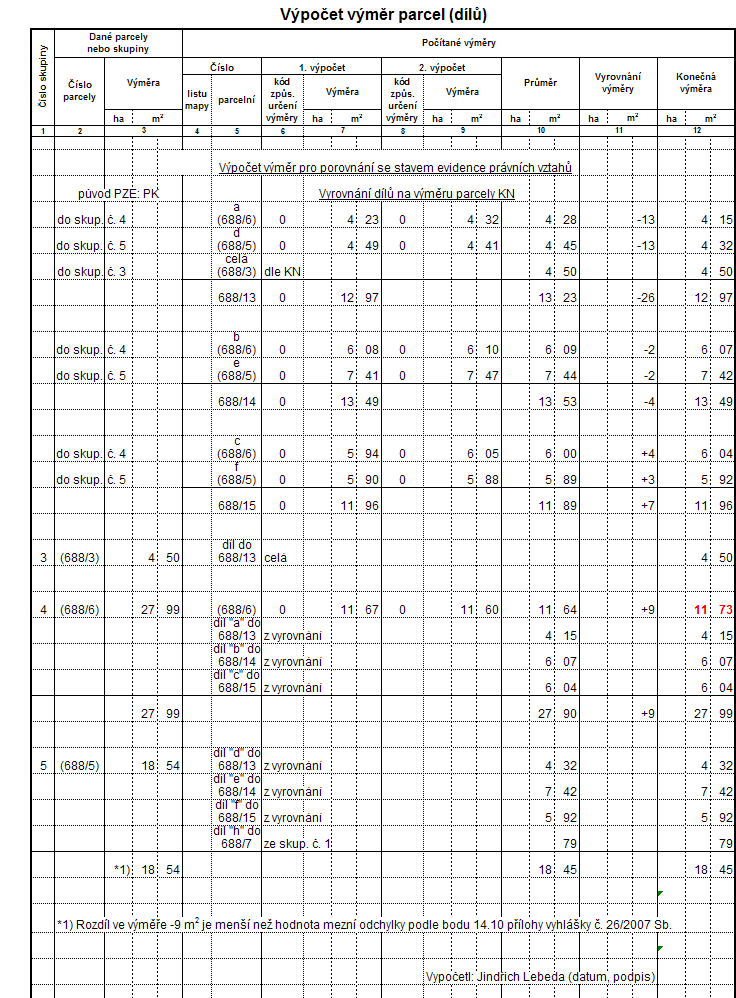 Výpočet výměr parcel (dílů)
Číslo skupiny
Dané parcely
nebo skupiny
Počítané výměry
Číslo
parcely
Výměra
Číslo
listu
mapy
parcelní
1. výpočet
kód
způs.
určení
výměry
Výměra
2. výpočet
kód
způs.
určení
výměry
Výměra
Průměr
Vyrovnání
výměry
Konečná
výměra
ha m² ha m² ha m² ha m² ha m² ha m²
1 2 3 4 5 6 7 8 9 10 11 12
Výpočet výměr pro porovnání se stavem evidence právních vztahů
původ PZE: PK Vyrovnání dílů na výměru parcely KN
a
do skup. č. 4 (688/6) 0 4 23 0 4 32 4 28 -13 4 15
d
do skup. č. 5 (688/5) 0 4 49 0 4 41 4 45 -13 4 32
celá
do skup. č. 3 (688/3) dle KN 4 50 4 50
688/13 0 12 97 13 23 -26 12 97
b
do skup. č. 4 (688/6) 0 6 08 0 6 10 6 09 -2 6 07
e
do skup. č. 5 (688/5) 0 7 41 0 7 47 7 44 -2 7 42
688/14 0 13 49 13 53 -4 13 49
c
do skup. č. 4 (688/6) 0 5 94 0 6 05 6 00 +4 6 04
f
do skup. č. 5 (688/5) 0 5 90 0 5 88 5 89 +3 5 92
688/15 0 11 96 11 89 +7 11 96
díl do
3 (688/3) 4 50 688/13 celá 4 50
4 (688/6) 27 99 (688/6) 0 11 67 0 11 60 11 64 +9 11 73
díl "a" do
688/13 z vyrovnání 4 15 4 15
díl "b" do
688/14 z vyrovnání 6 07 6 07
díl "c" do
688/15 z vyrovnání 6 04 6 04
27 99 27 90 +9 27 99
díl "d" do
5 (688/5) 18 54 688/13 z vyrovnání 4 32 4 32
díl "e" do
688/14 z vyrovnání 7 42 7 42
díl "f" do
688/15 z vyrovnání 5 92 5 92
díl "h" do
688/7 ze skup. č. 1 79 79
*1) 18 54 18 45 18 45
*1) Rozdíl ve výměře -9 m² je menší než hodnota mezní odchylky podle bodu 14.10 přílohy vyhlášky č. 26/2007 Sb.
Vypočetl: Jindřich Lebeda (datum, podpis)